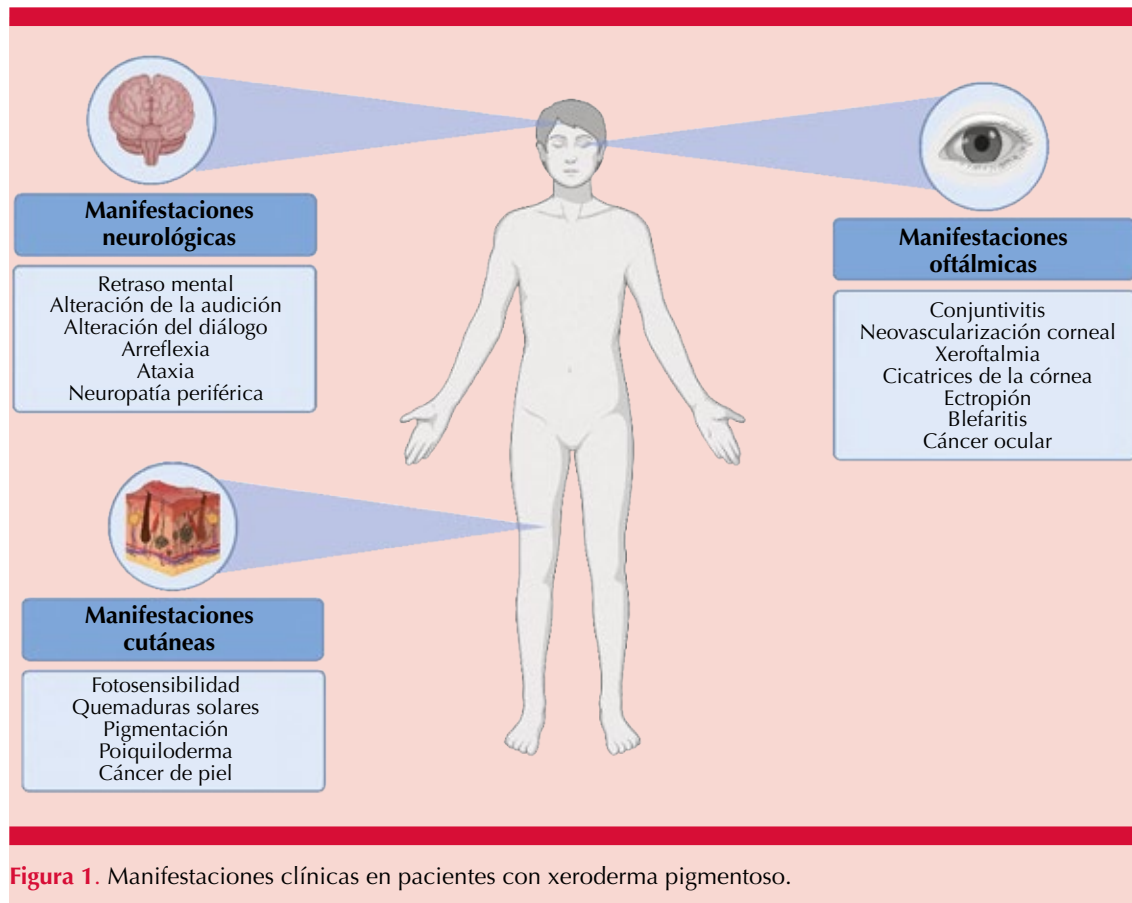 Manifestaciones
neurológicas
Retraso mental
Alteración de la audición
Alteración del diálogo
Arreflexia
Ataxia
Neuropatía periférica
Manifestaciones
oftálmicas
Conjuntivitis
Neovascularización corneal
Xeroftalmia
Cicatrices de la córnea
Ectropión
Blefaritis
Cáncer ocular
Manifestaciones
cutáneas
Fotosensibilidad
Quemaduras solares
Pigmentación
Poiquiloderma
Cáncer de piel
Figura 1. Manifestaciones clínicas en pacientes con xeroderma pigmentoso.